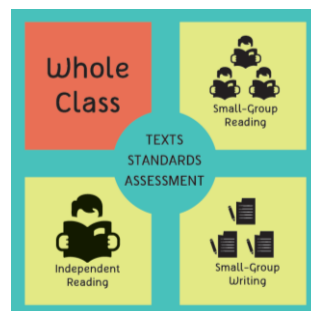 Whole
Class
Small-Group
Reading
TEXTS
STANDARDS
ASSESSMENT
Independent
Reading
Small-Group
Writing